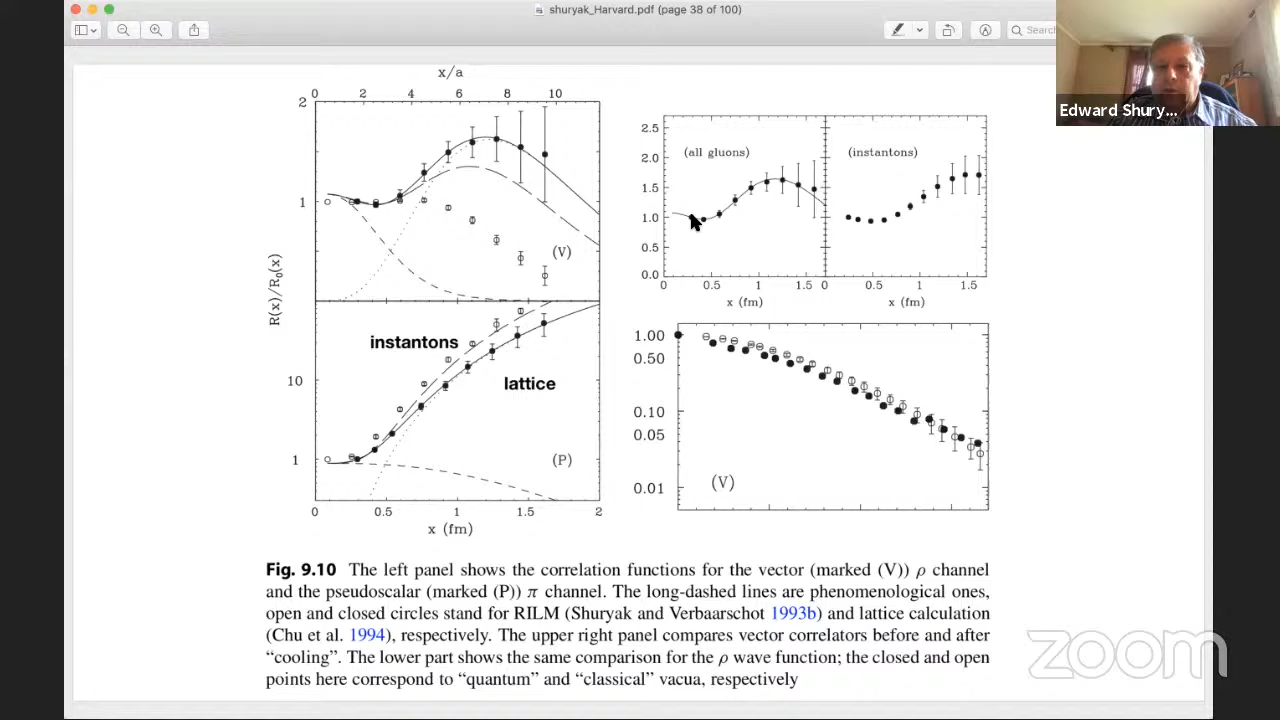 shuryak_Harvard.pdf (page 38 of 100)
Search
Edward Shury...
x/a
0 2 4 6 8 10
2
1
(V)
R(x)/R₀(x)
instantons
lattice
10
1
(P)
0 0.5 1 1.5 2
x (fm)
2.5
2.0
1.5
1.0
0.5
0.0
(all gluons)
(instantons)
0 0.5 1 1.5 0 0.5 1 1.5
x (fm) x (fm)
1.00
0.50
0.10
0.05
0.01
(V)
Fig. 9.10 The left panel shows the correlation functions for the vector (marked (V)) ρ channel
and the pseudoscalar (marked (P)) π channel. The long-dashed lines are phenomenological ones,
open and closed circles stand for RILM (Shuryak and Verbaarschot 1993b) and lattice calculation
(Chu et al. 1994), respectively. The upper right panel compares vector correlators before and after
“cooling”. The lower part shows the same comparison for the ρ wave function; the closed and open
points here correspond to “quantum” and “classical” vacua, respectively
zoom